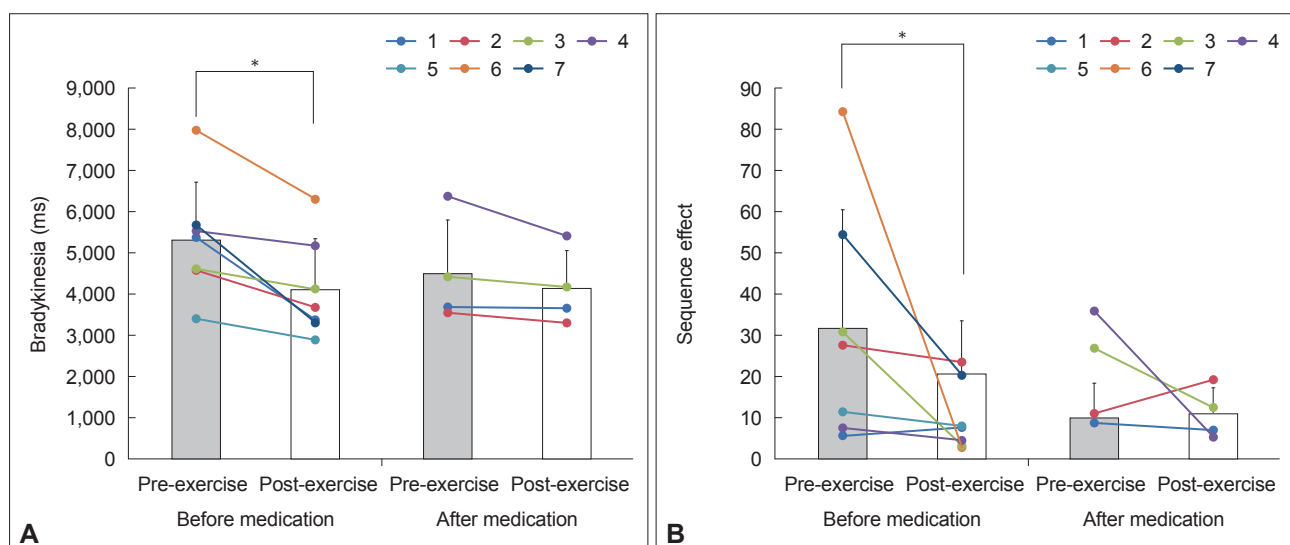 1 2 3 4
5 6 7
*
9,000
8,000
7,000
6,000
5,000
4,000
3,000
2,000
1,000
0
Bradykinesia (ms)
Pre-exercise Post-exercise Pre-exercise Post-exercise
Before medication After medication
A
1 2 3 4
5 6 7
*
90
80
70
60
50
40
30
20
10
0
Sequence effect
Pre-exercise Post-exercise Pre-exercise Post-exercise
Before medication After medication
B